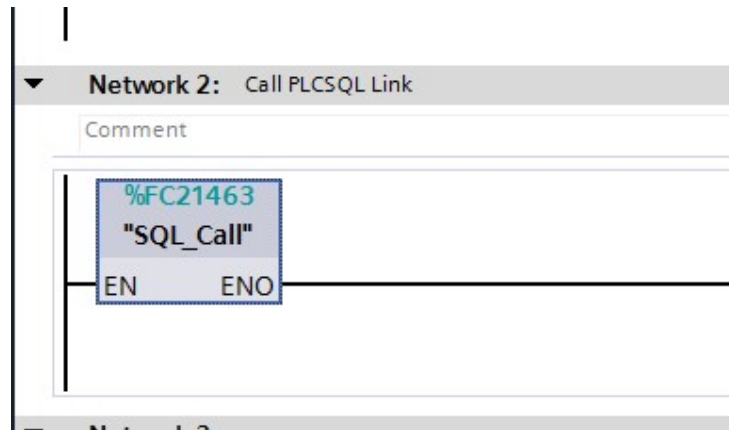 Network 2: Call PLCSQL Link
Comment
%FC21463
"SQL_Call"
EN ENO